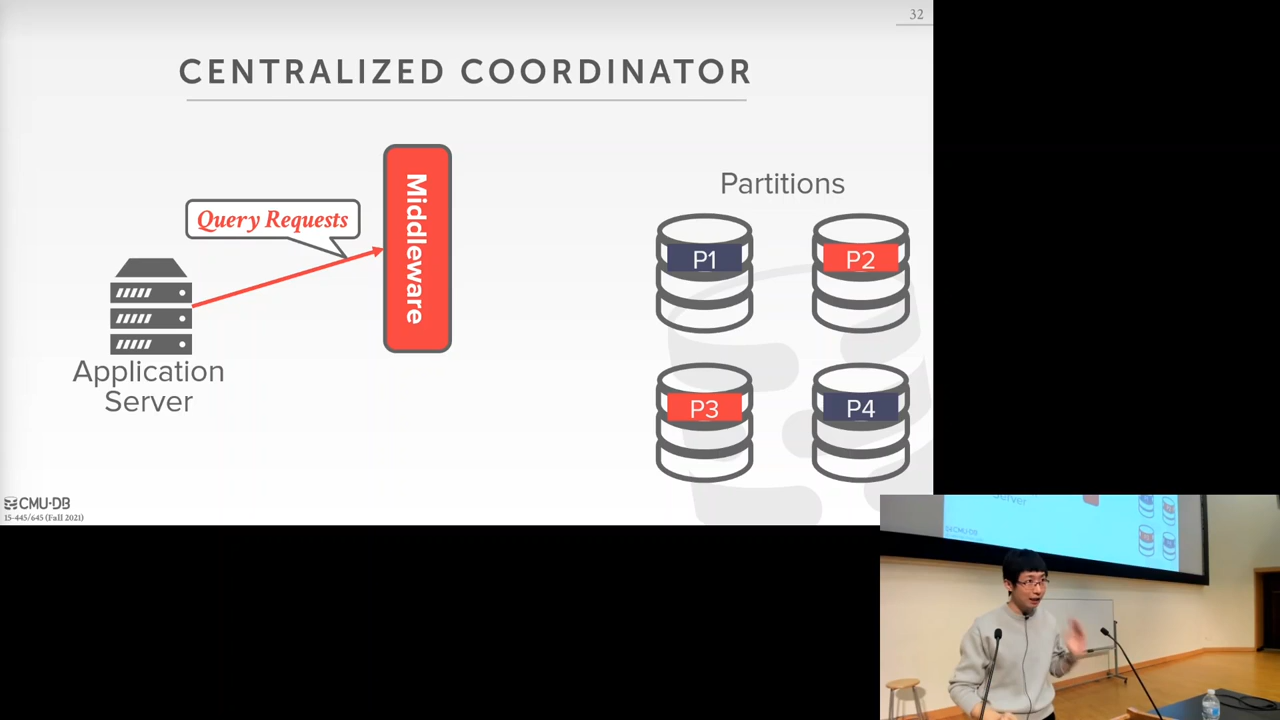 32
CENTRALIZED COORDINATOR
Partitions
Query Requests
Middleware
P1
P2
P3
P4
Application
Server
CMU·DB
15-445/645 (Fall 2021)